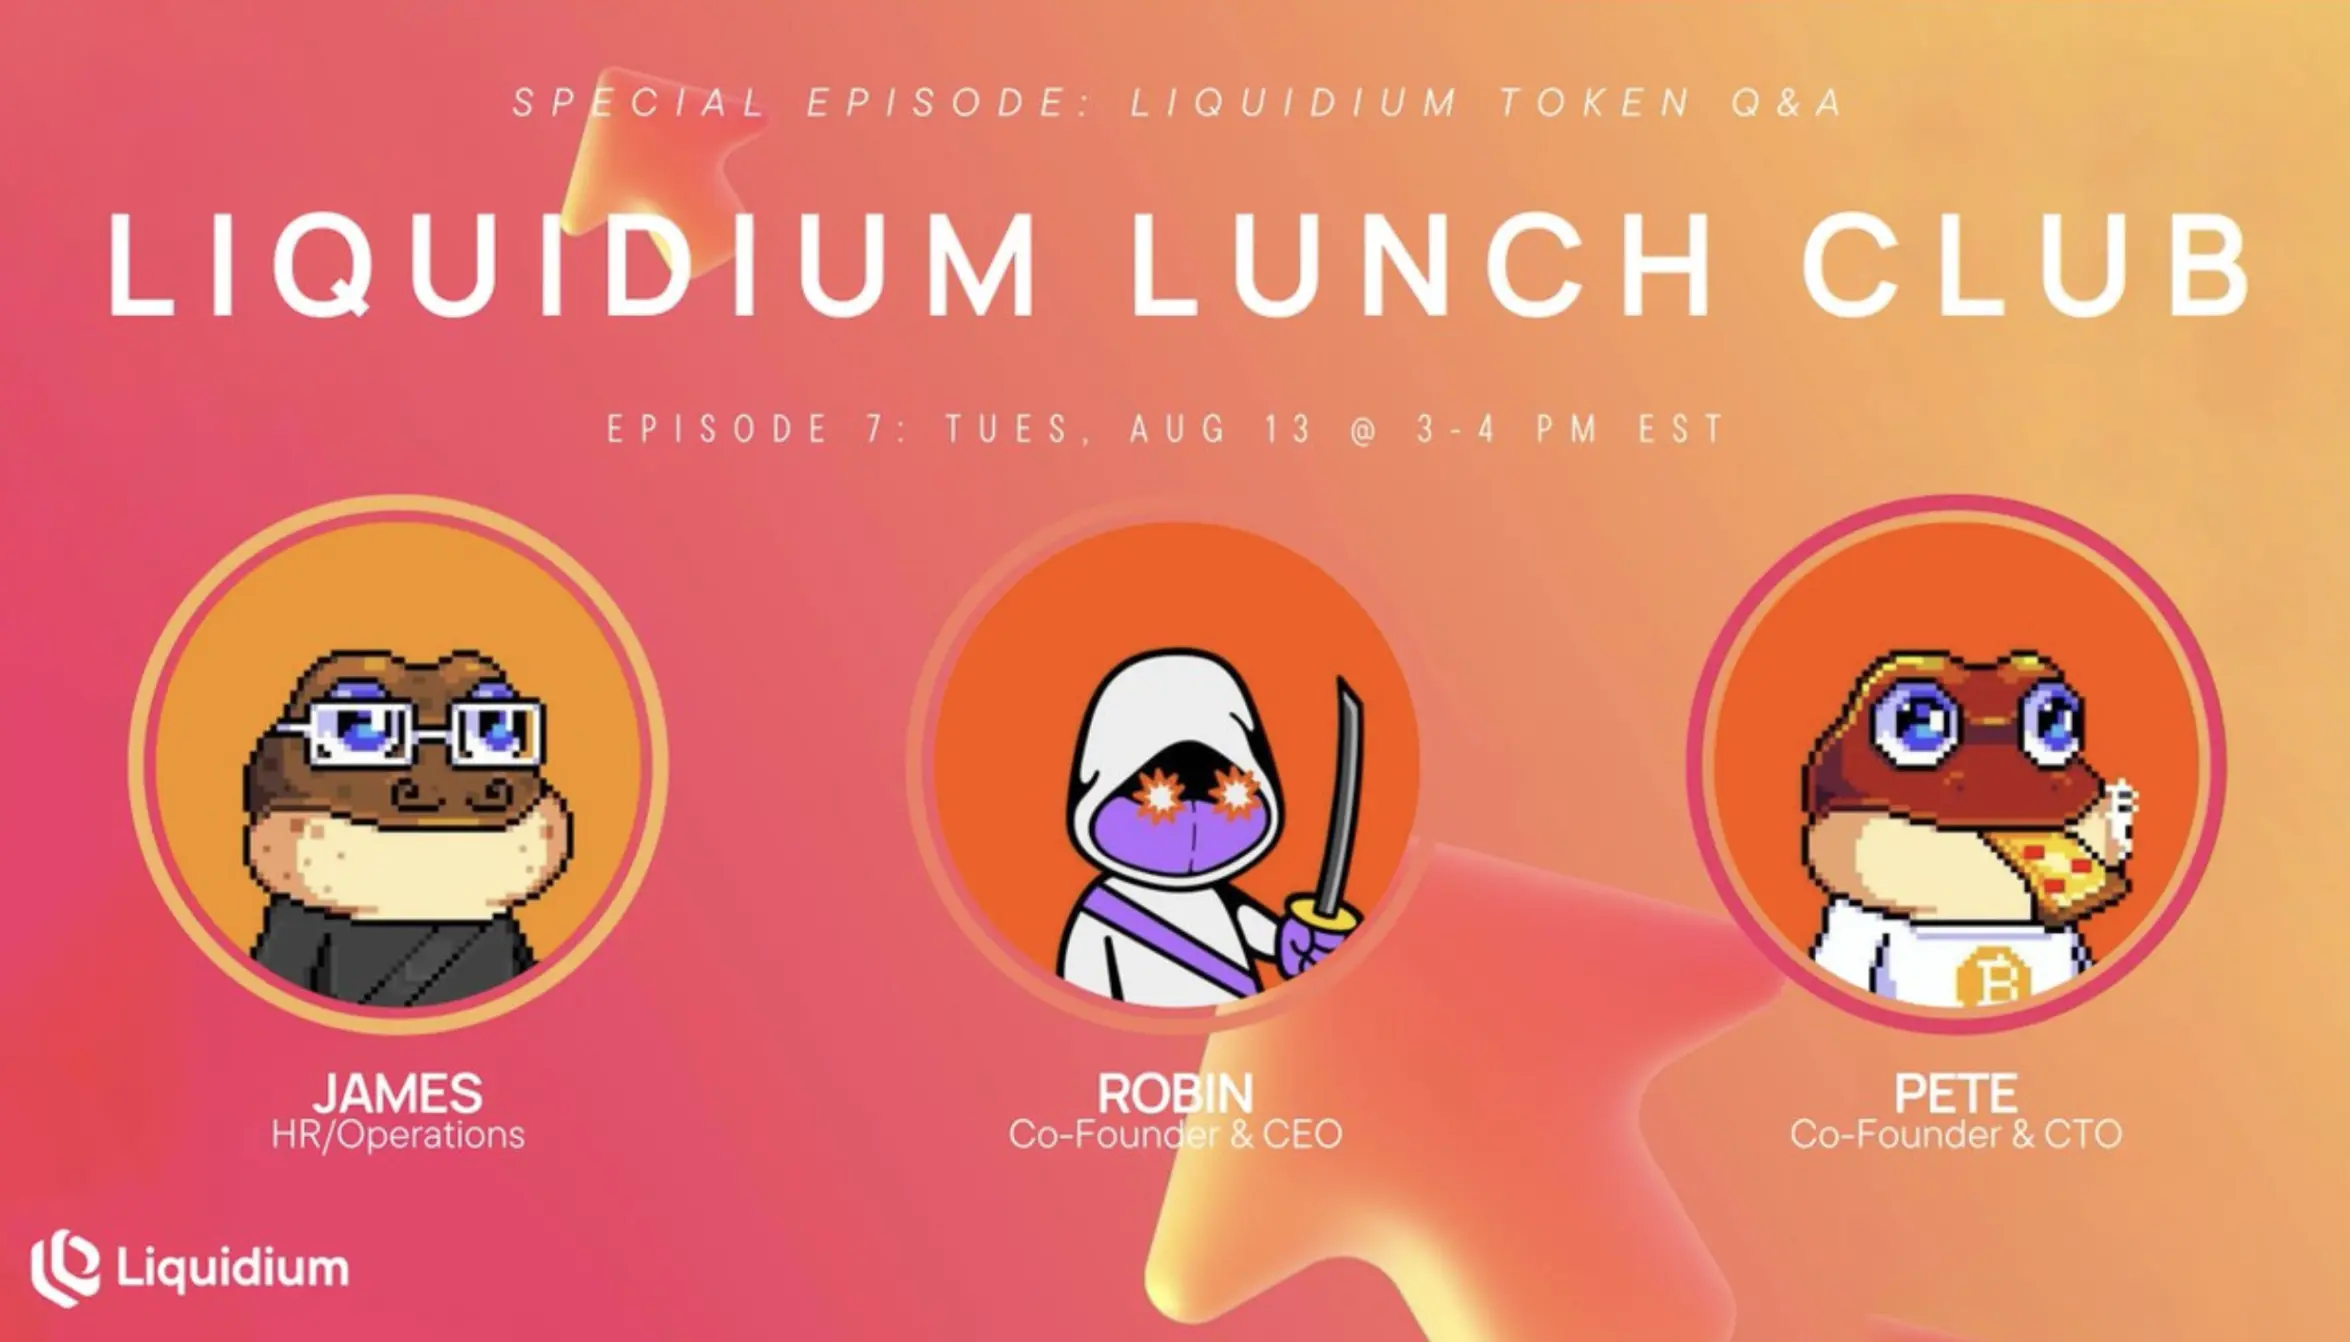 SPECIAL EPISODE: LIQUIDIUM TOKEN Q&A
LIQUIDIUM LUNCH CLUB
EPISODE 7: TUES, AUG 13 @ 3-4 PM EST
B
JAMES
HR/Operations
ROBIN
Co-Founder & CEO
PETE
Co-Founder & CTO
Liquidium